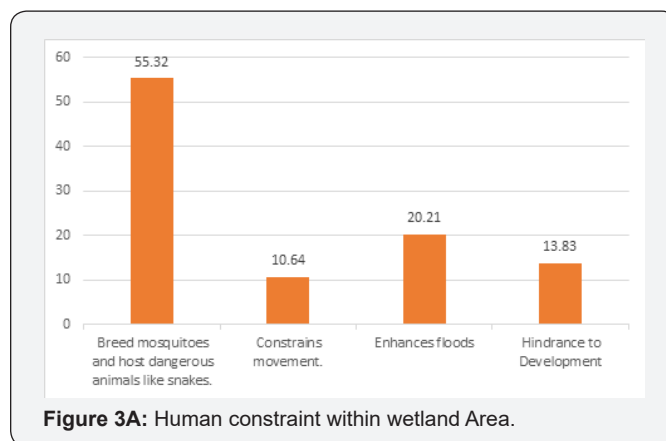 60
55.32
50
40
30
20.21
20
13.83
10.64
10
0
Breed mosquitoes
and host dangerous
animals like snakes.
Constrains
movement.
Enhances floods
Hindrance to
Development
Figure 3A: Human constraint within wetland Area.